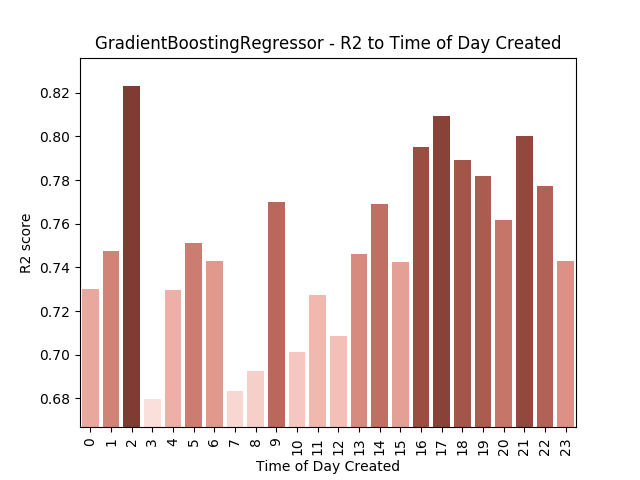 GradientBoostingRegressor - R2 to Time of Day Created
0.82
0.80
0.78
0.76
0.74
0.72
0.70
0.68
R2 score
0 1 2 3 4 5 6 7 8 9 10 11 12 13 14 15 16 17 18 19 20 21 22 23
Time of Day Created